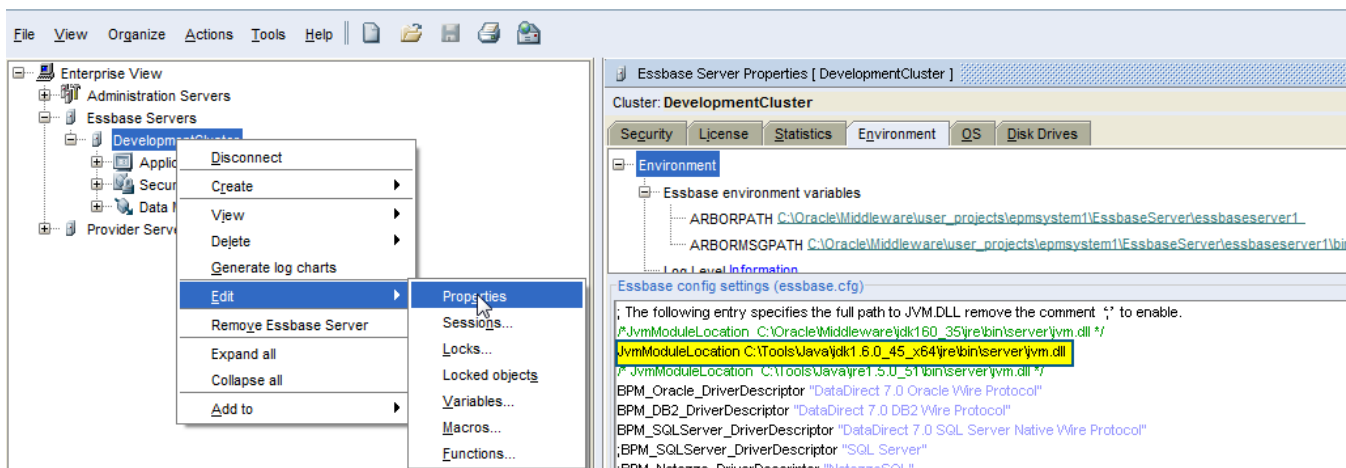 File View Organize Actions Tools Help
Enterprise View
Administration Servers
Essbase Servers
DevelopmentCluster
Provider
Disconnect
Create
View
Delete
Generate log charts
Edit
Remove Essbase Server
Expand all
Collapse all
Add to
Properties
Sessions...
Locks...
Locked objects
Variables...
Macros...
Functions...
Essbase Server Properties [ DevelopmentCluster ]
Cluster: DevelopmentCluster
Security License Statistics Environment OS Disk Drives
Environment
Essbase environment variables
ARBORPATH C:\Oracle\Middleware\user_projects\epmsystem1\EssbaseServer\essbaseserver1
ARBORMSGPATH C:\Oracle\Middleware\user_projects\epmsystem1\EssbaseServer\essbaseserver1\bin
Log Level Information
Essbase config settings (essbase.cfg)
; The following entry specifies the full path to JVM.DLL remove the comment ';' to enable.
/*JvmModuleLocation C:\Oracle\Middleware\jdk160_35\jre\bin\server\jvm.dll */
JvmModuleLocation C:\Tools\Java\jdk1.6.0_45_x64\jre\bin\server\jvm.dll
/* JvmModuleLocation C:\Tools\Java\jre1.5.0_51\bin\server\jvm.dll */
BPM_Oracle_DriverDescriptor "DataDirect 7.0 Oracle Wire Protocol"
BPM_DB2_DriverDescriptor "DataDirect 7.0 DB2 Wire Protocol"
BPM_SQLServer_DriverDescriptor "DataDirect 7.0 SQL Server Native Wire Protocol"
;BPM_SQLServer_DriverDescriptor "SQL Server"
;BPM_Netezza_DriverDescriptor "NetezzaSQL"